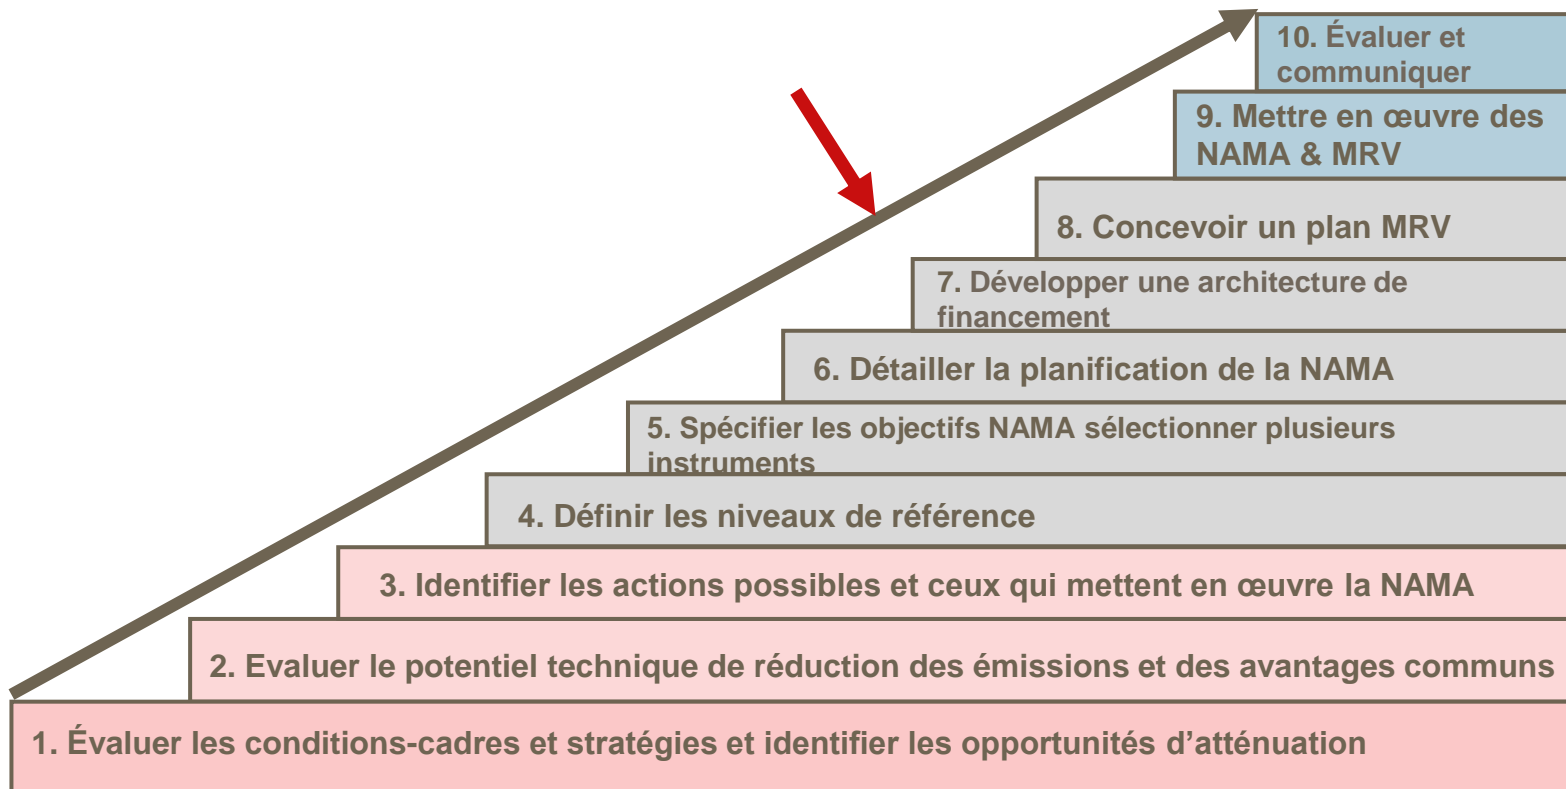 10. Évaluer et
communiquer
9. Mettre en œuvre des
NAMA & MRV
8. Concevoir un plan MRV
7. Développer une architecture de
financement
6. Détailler la planification de la NAMA
5. Spécifier les objectifs NAMA sélectionner plusieurs
instruments
4. Définir les niveaux de référence
3. Identifier les actions possibles et ceux qui mettent en œuvre la NAMA
2. Evaluer le potentiel technique de réduction des émissions et des avantages communs
1. Évaluer les conditions-cadres et stratégies et identifier les opportunités d’atténuation